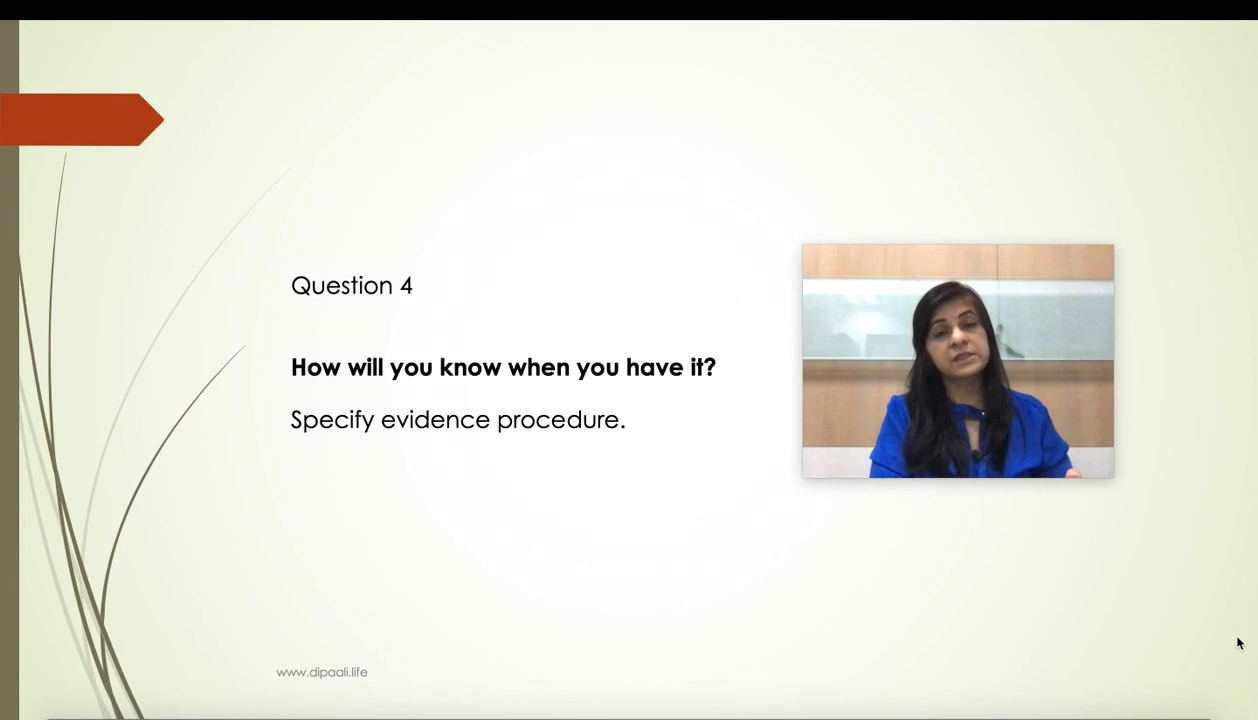 Question 4
How will you know when you have it?
Specify evidence procedure.
www.dipaali.life